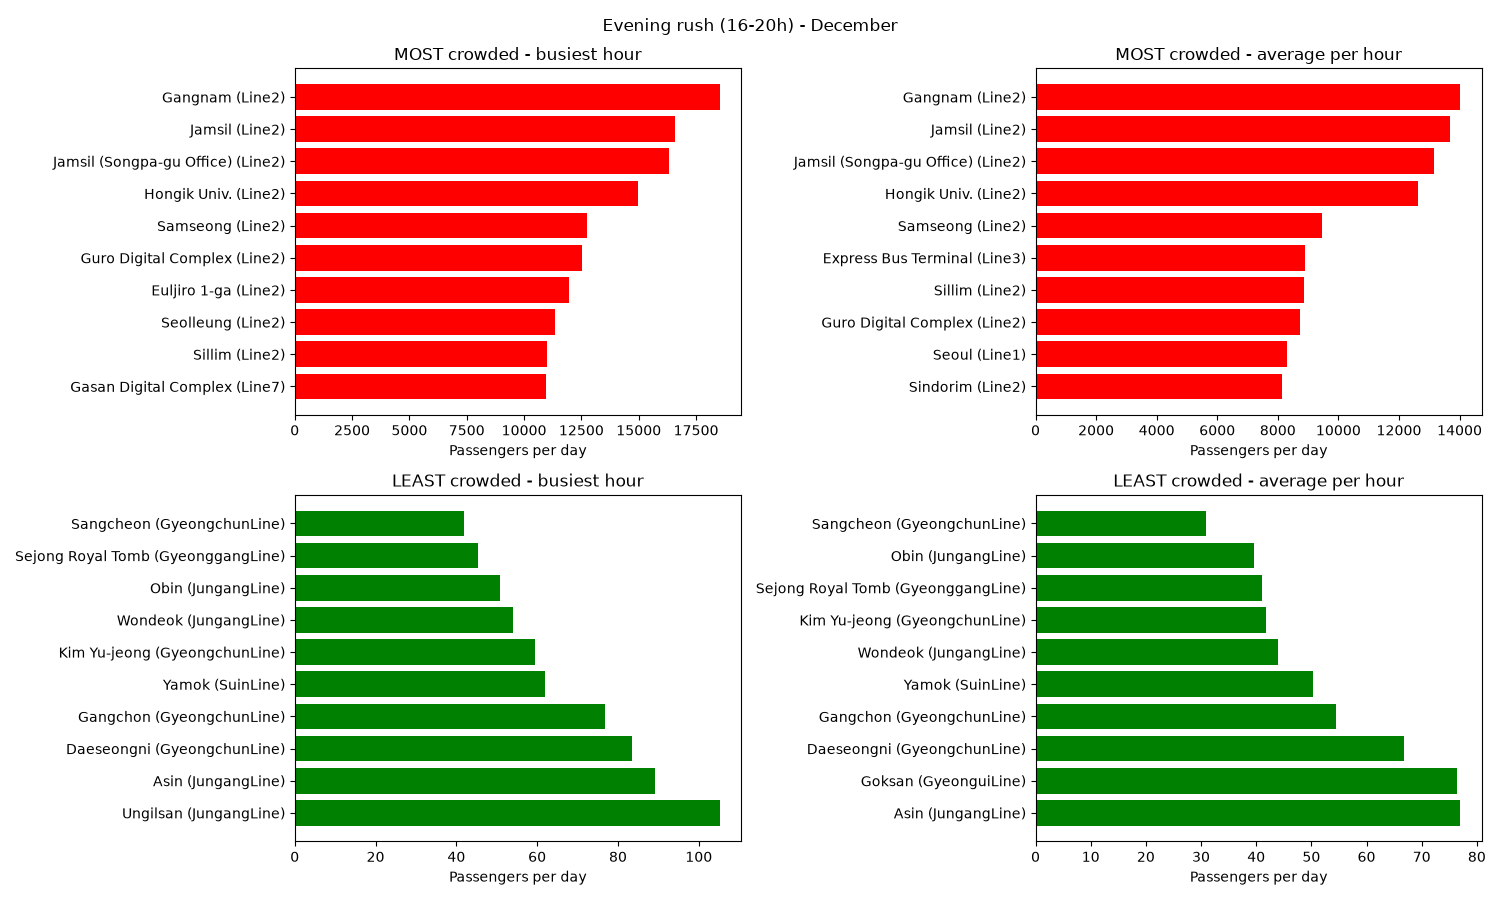 Evening rush (16-20h) - December
MOST crowded - busiest hour
Gangnam (Line2)
Jamsil (Line2)
Jamsil (Songpa-gu Office) (Line2)
Hongik Univ. (Line2)
Samseong (Line2)
Guro Digital Complex (Line2)
Euljiro 1-ga (Line2)
Seolleung (Line2)
Sillim (Line2)
Gasan Digital Complex (Line7)
0 2500 5000 7500 10000 12500 15000 17500
Passengers per day
MOST crowded - average per hour
Gangnam (Line2)
Jamsil (Line2)
Jamsil (Songpa-gu Office) (Line2)
Hongik Univ. (Line2)
Samseong (Line2)
Express Bus Terminal (Line3)
Sillim (Line2)
Guro Digital Complex (Line2)
Seoul (Line1)
Sindorim (Line2)
0 2000 4000 6000 8000 10000 12000 14000
Passengers per day
LEAST crowded - busiest hour
Sangcheon (GyeongchunLine)
Sejong Royal Tomb (GyeonggangLine)
Obin (JungangLine)
Wondeok (JungangLine)
Kim Yu-jeong (GyeongchunLine)
Yamok (SuinLine)
Gangchon (GyeongchunLine)
Daeseongni (GyeongchunLine)
Asin (JungangLine)
Ungilsan (JungangLine)
0 20 40 60 80 100
Passengers per day
LEAST crowded - average per hour
Sangcheon (GyeongchunLine)
Obin (JungangLine)
Sejong Royal Tomb (GyeonggangLine)
Kim Yu-jeong (GyeongchunLine)
Wondeok (JungangLine)
Yamok (SuinLine)
Gangchon (GyeongchunLine)
Daeseongni (GyeongchunLine)
Goksan (GyeonguiLine)
Asin (JungangLine)
0 10 20 30 40 50 60 70 80
Passengers per day